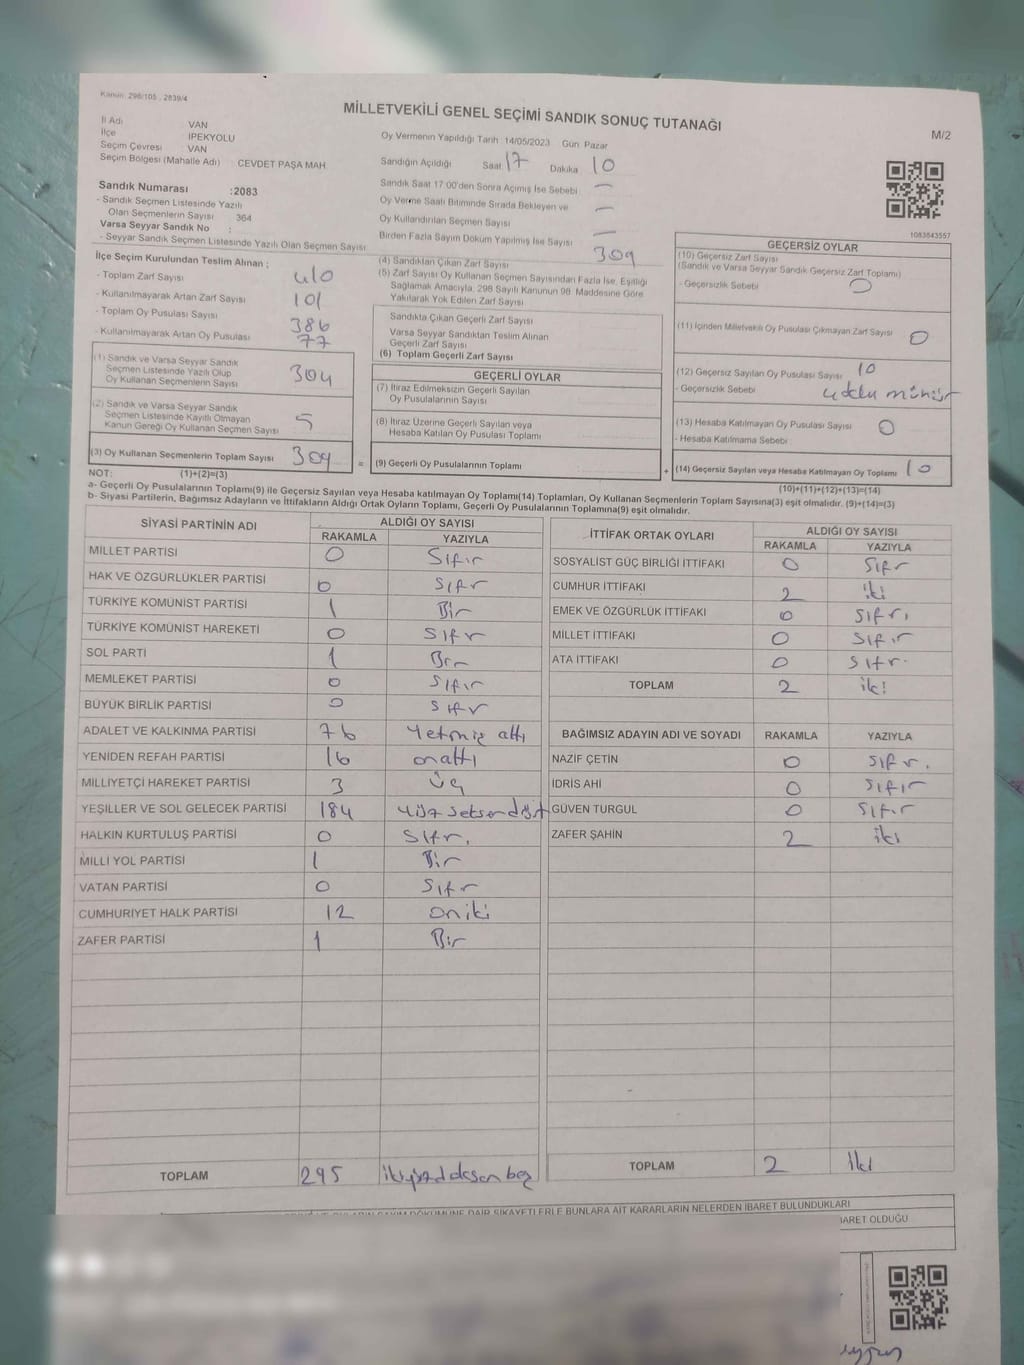 Kanun: 298/105 , 2839/4
MİLLETVEKİLİ GENEL SEÇİMİ SANDIK SONUÇ TUTANAĞI
M/2
İl Adı VAN
İlçe İPEKYOLU
Seçim Çevresi VAN
Seçim Bölgesi (Mahalle Adı) : CEVDET PAŞA MAH
Oy Vermenin Yapıldığı Tarih :14/05/2023 Gün: Pazar
Sandığın Açıldığı Saat 17 Dakika 10
Sandık Saat 17:00'den Sonra Açımış İse Sebebi —
Oy Verme Saati Bitiminde Sırada Bekleyen ve
Oy Kullandırılan Seçmen Sayısı —
Birden Fazla Sayım Döküm Yapılmış İse Sayısı —
Sandık Numarası :2083
- Sandık Seçmen Listesinde Yazılı
Olan Seçmenlerin Sayısı : 364
Varsa Seyyar Sandık No :
- Seyyar Sandık Seçmen Listesinde Yazılı Olan Seçmen Sayısı
1083643557
İlçe Seçim Kurulundan Teslim Alınan ;
- Toplam Zarf Sayısı 410
- Kullanılmayarak Artan Zarf Sayısı 101
- Toplam Oy Pusulası Sayısı 386
- Kullanılmayarak Artan Oy Pusulası 77
(1) Sandık ve Varsa Seyyar Sandık
Seçmen Listesinde Yazılı Olup
Oy Kullanan Seçmenlerin Sayısı 304
(2) Sandık ve Varsa Seyyar Sandık
Seçmen Listesinde Kayıtlı Olmayan
Kanun Gereği Oy Kullanan Seçmen Sayısı 5
(3) Oy Kullanan Seçmenlerin Toplam Sayısı 309
(4) Sandıktan Çıkan Zarf Sayısı 309
(5) Zarf Sayısı Oy Kullanan Seçmen Sayısından Fazla İse, Eşitliği
Sağlamak Amacıyla, 298 Sayılı Kanunun 98. Maddesine Göre
Yakılarak Yok Edilen Zarf Sayısı
Sandıkta Çıkan Geçerli Zarf Sayısı
Varsa Seyyar Sandıktan Teslim Alınan
Geçerli Zarf Sayısı
(6) Toplam Geçerli Zarf Sayısı
GEÇERLİ OYLAR
(7) İtiraz Edilmeksizin Geçerli Sayılan
Oy Pusulalarının Sayısı
(8) İtiraz Üzerine Geçerli Sayılan veya
Hesaba Katılan Oy Pusulası Toplamı
= (9) Geçerli Oy Pusulalarının Toplamı
GEÇERSİZ OYLAR
(10) Geçersiz Zarf Sayısı
(Sandık ve Varsa Seyyar Sandık Geçersiz Zarf Toplamı)
- Geçersizlik Sebebi 0
(11) İçinden Milletvekili Oy Pusulası Çıkmayan Zarf Sayısı 0
(12) Geçersiz Sayılan Oy Pusulası Sayısı 10
- Geçersizlik Sebebi
(13) Hesaba Katılmayan Oy Pusulası Sayısı 0
- Hesaba Katılmama Sebebi
+ (14) Geçersiz Sayılan veya Hesaba Katılmayan Oy Toplamı 10
NOT: (1)+(2)=(3)
(10)+(11)+(12)+(13)=(14)
a- Geçerli Oy Pusulalarının Toplamı(9) ile Geçersiz Sayılan veya Hesaba katılmayan Oy Toplamı(14) Toplamları, Oy Kullanan Seçmenlerin Toplam Sayısına(3) eşit olmalıdır. (9)+(14)=(3)
b- Siyasi Partilerin, Bağımsız Adayların ve İttifakların Aldığı Ortak Oyların Toplamı, Geçerli Oy Pusulalarının Toplamına(9) eşit olmalıdır.
SİYASİ PARTİNİN ADI ALDIĞI OY SAYISI
RAKAMLA YAZIYLA
MİLLET PARTİSİ 0 Sıfır
HAK VE ÖZGÜRLÜKLER PARTİSİ 0 Sıfır
TÜRKİYE KOMÜNİST PARTİSİ 1 Bir
TÜRKİYE KOMÜNİST HAREKETİ 0 Sıfır
SOL PARTİ 1 Bir
MEMLEKET PARTİSİ 0 Sıfır
BÜYÜK BİRLİK PARTİSİ 0 Sıfır
ADALET VE KALKINMA PARTİSİ 76 Yetmiş altı
YENİDEN REFAH PARTİSİ 16 onaltı
MİLLİYETÇİ HAREKET PARTİSİ 3 üç
YEŞİLLER VE SOL GELECEK PARTİSİ 184 Yüz seksen dört
HALKIN KURTULUŞ PARTİSİ 0 Sıfır
MİLLİ YOL PARTİSİ 1 Bir
VATAN PARTİSİ 0 Sıfır
CUMHURİYET HALK PARTİSİ 12 oniki
ZAFER PARTİSİ 1 Bir
TOPLAM 295 ikiyüzdoksan beş
İTTİFAK ORTAK OYLARI ALDIĞI OY SAYISI
RAKAMLA YAZIYLA
SOSYALİST GÜÇ BİRLİĞİ İTTİFAKI 0 Sıfır
CUMHUR İTTİFAKI 2 iki
EMEK VE ÖZGÜRLÜK İTTİFAKI 0 Sıfır
MİLLET İTTİFAKI 0 Sıfır
ATA İTTİFAKI 0 Sıfır
TOPLAM 2 iki
BAĞIMSIZ ADAYIN ADI VE SOYADI RAKAMLA YAZIYLA
NAZİF ÇETİN 0 Sıfır
İDRİS AHİ 0 Sıfır
GÜVEN TURGUL 0 Sıfır
ZAFER ŞAHİN 2 iki
TOPLAM 2 İki
DÖKÜMÜNE DAİR ŞİKAYETLERLE BUNLARA AİT KARARLARIN NELERDEN İBARET BULUNDUKLARI
İBARET OLDUĞU